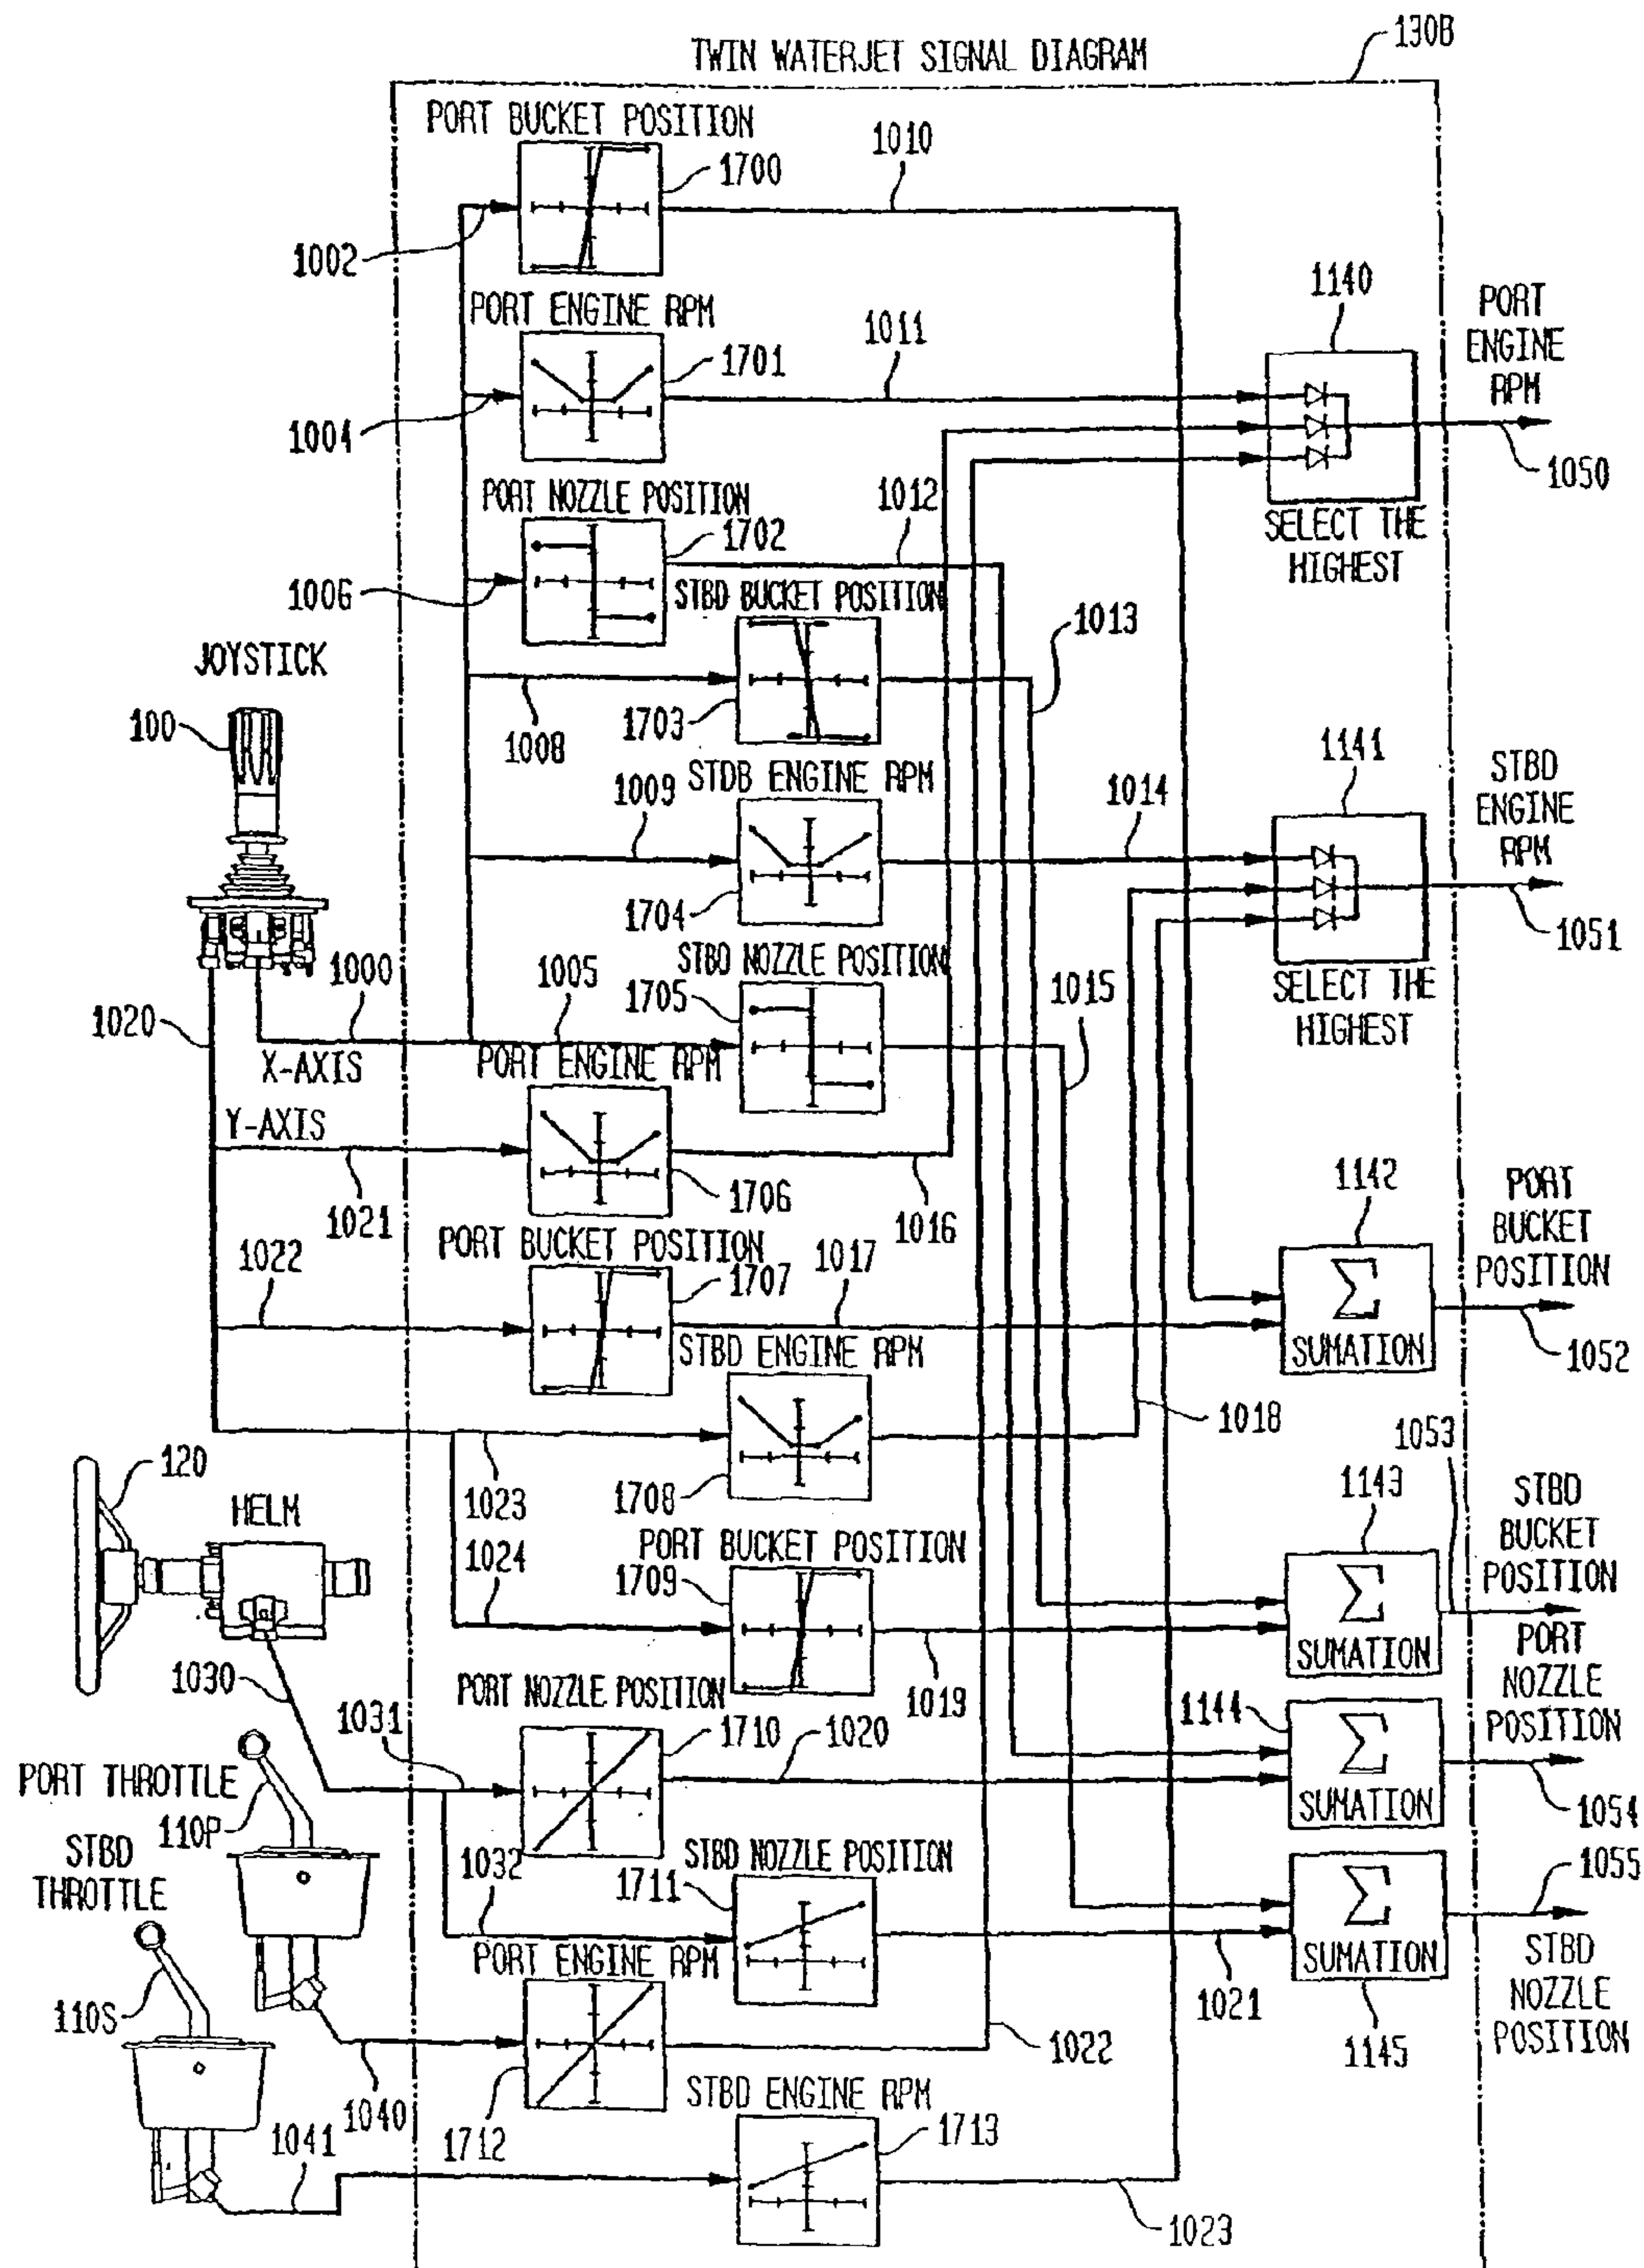 TWIN WATERJET SIGNAL DIAGRAM
130B
PORT BUCKET POSITION
1700
1010
1002
PORT ENGINE RPM
1701
1011
1004
1140
PORT
ENGINE
RPM
1050
SELECT THE
HIGHEST
PORT NOZZLE POSITION
1702
1012
1006
STBD BUCKET POSITION
1013
JOYSTICK
100
1703
1008
STDB ENGINE RPM
1009
1014
1704
1141
STBD
ENGINE
RPM
1051
SELECT THE
HIGHEST
STBD NOZZLE POSITION
1705
1015
1000
1005
1020
X-AXIS
PORT ENGINE RPM
Y-AXIS
1021
1706
1016
1142
PORT
BUCKET
POSITION
PORT BUCKET POSITION
1022
1707
1017
Σ
SUMATION
1052
STBD ENGINE RPM
1018
1023
1708
120
HELM
1143
1053
STBD
BUCKET
POSITION
PORT BUCKET POSITION
1024
1709
1019
Σ
SUMATION
PORT
NOZZLE
POSITION
1030
1031
PORT NOZZLE POSITION
1710
1020
1144
Σ
SUMATION
1054
PORT THROTTLE
110P
STBD
THROTTLE
STBD NOZZLE POSITION
1032
1711
1021
Σ
SUMATION
1055
STBD
NOZZLE
POSITION
1145
110S
PORT ENGINE RPM
1040
1712
1022
STBD ENGINE RPM
1041
1713
1023